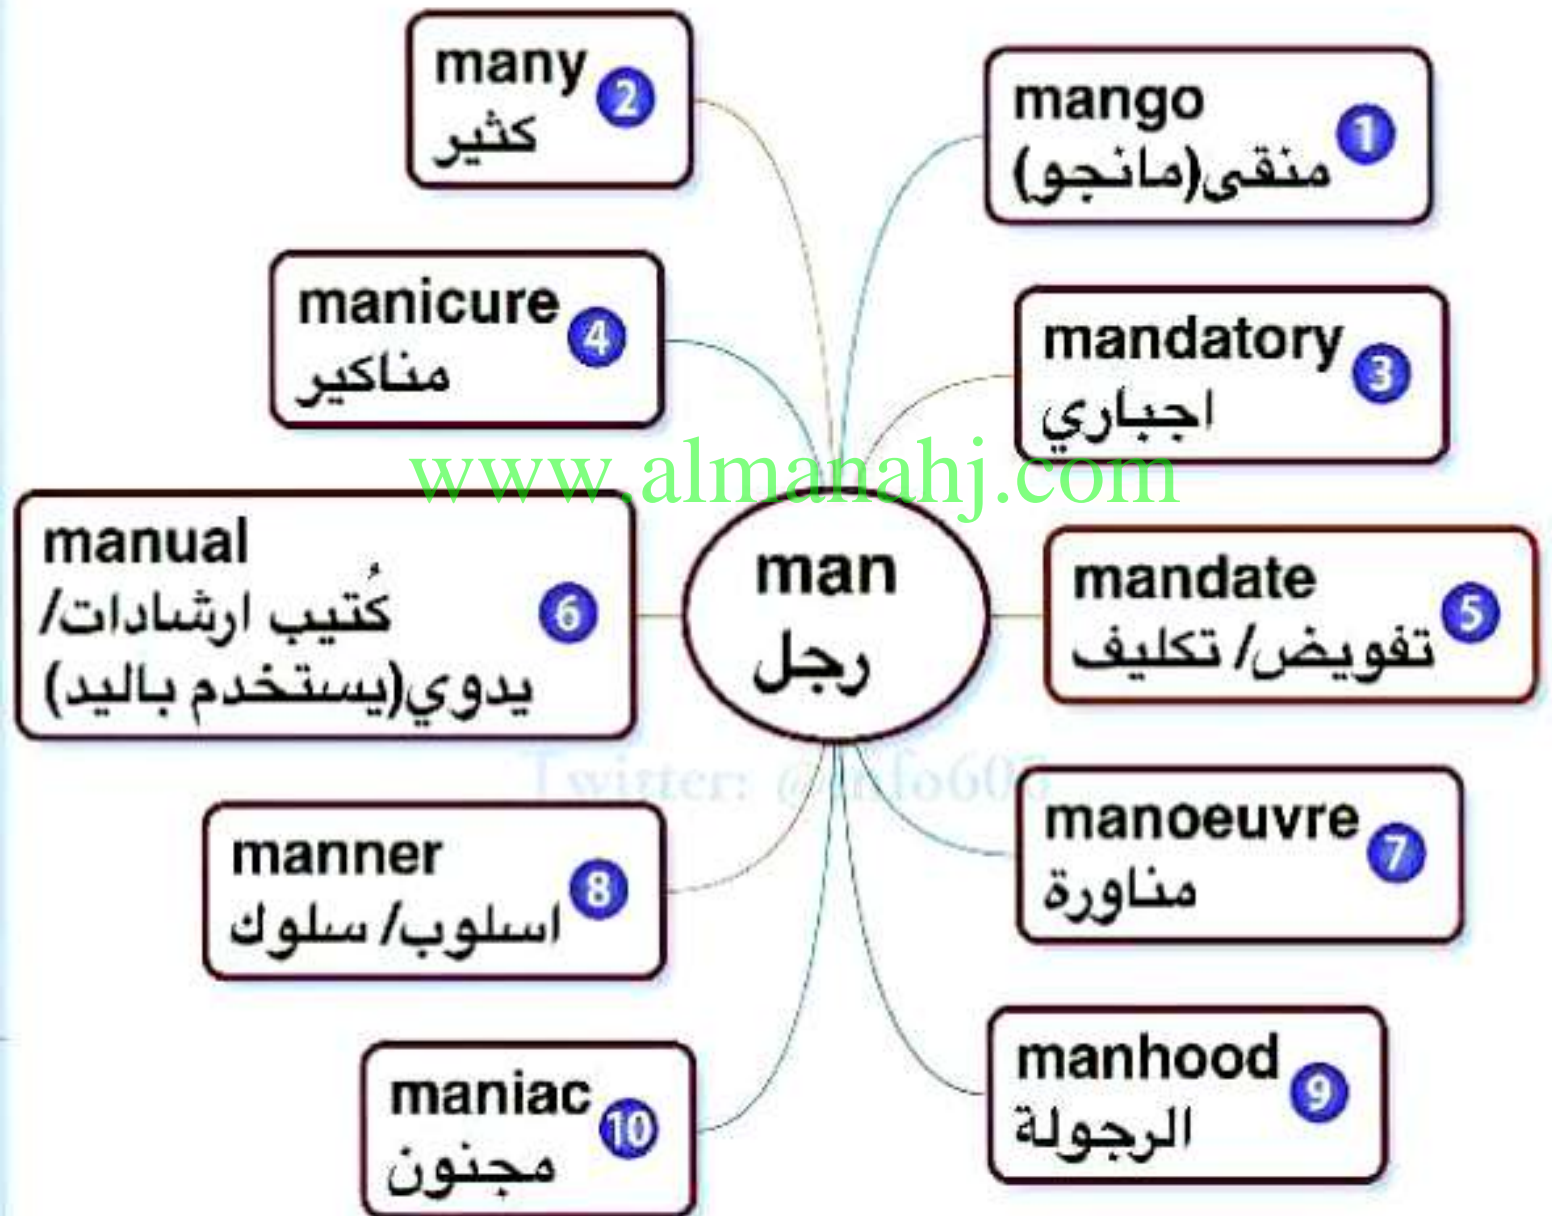 many
2
كثير
mango
1
منقى(مانجو)
manicure
4
مناكير
mandatory
3
اجباري
www.almanahj.com
manual
6
كُتيب ارشادات/
يدوي(يستخدم باليد)
man
رجل
mandate
5
تفويض/ تكليف
Twitter:
manner
8
اسلوب/ سلوك
manoeuvre
7
مناورة
maniac
10
مجنون
manhood
9
الرجولة